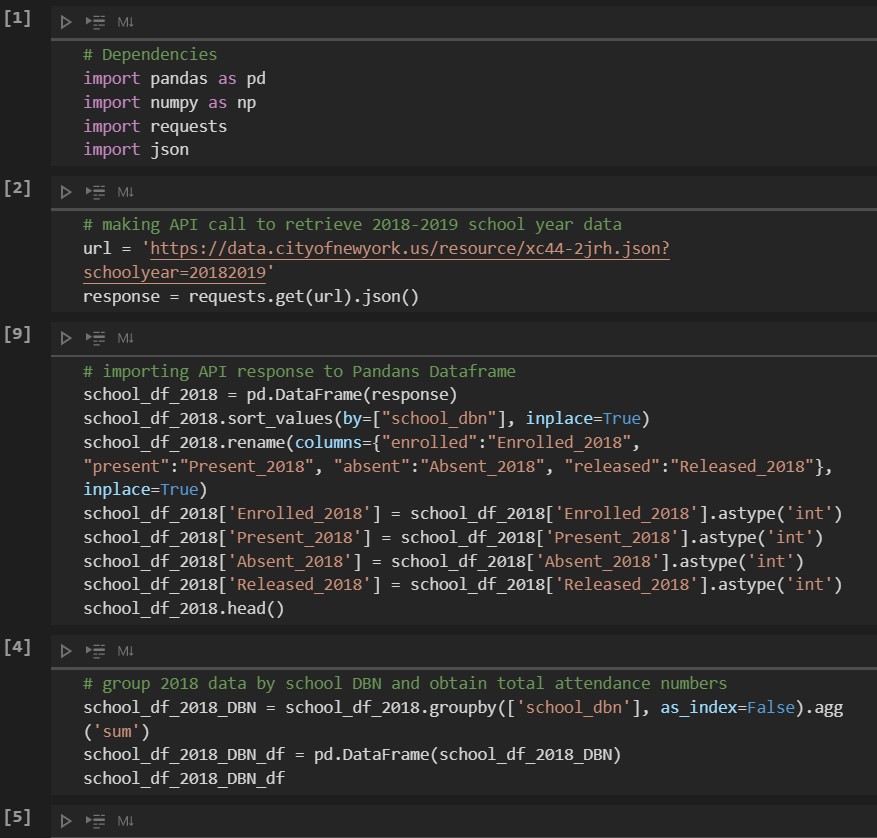 [1]
M↓
# Dependencies
import pandas as pd
import numpy as np
import requests
import json
[2]
M↓
# making API call to retrieve 2018-2019 school year data
url = 'https://data.cityofnewyork.us/resource/xc44-2jrh.json?
schoolyear=20182019'
response = requests.get(url).json()
[9]
M↓
# importing API response to Pandans Dataframe
school_df_2018 = pd.DataFrame(response)
school_df_2018.sort_values(by=["school_dbn"], inplace=True)
school_df_2018.rename(columns={"enrolled":"Enrolled_2018",
"present":"Present_2018", "absent":"Absent_2018", "released":"Released_2018"},
inplace=True)
school_df_2018['Enrolled_2018'] = school_df_2018['Enrolled_2018'].astype('int')
school_df_2018['Present_2018'] = school_df_2018['Present_2018'].astype('int')
school_df_2018['Absent_2018'] = school_df_2018['Absent_2018'].astype('int')
school_df_2018['Released_2018'] = school_df_2018['Released_2018'].astype('int')
school_df_2018.head()
[4]
M↓
# group 2018 data by school DBN and obtain total attendance numbers
school_df_2018_DBN = school_df_2018.groupby(['school_dbn'], as_index=False).agg
('sum')
school_df_2018_DBN_df = pd.DataFrame(school_df_2018_DBN)
school_df_2018_DBN_df
[5]
M↓